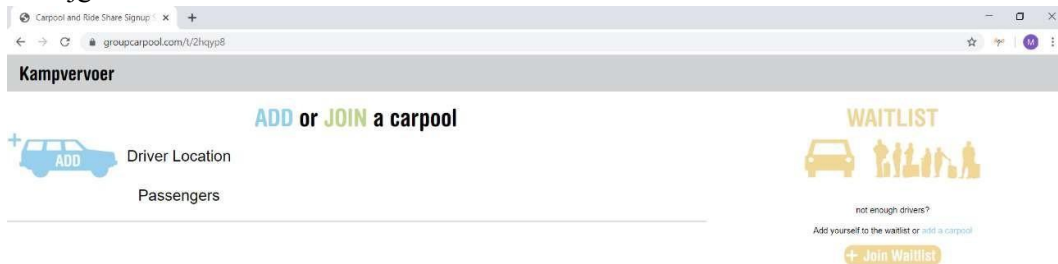 Carpool and Ride Share Signup
groupcarpool.com/t/2hqyp8
M
Kampvervoer
ADD or JOIN a carpool
WAITLIST
ADD
Driver Location
Passengers
not enough drivers?
Add yourself to the waitlist or add a carpool
+ Join Waitlist